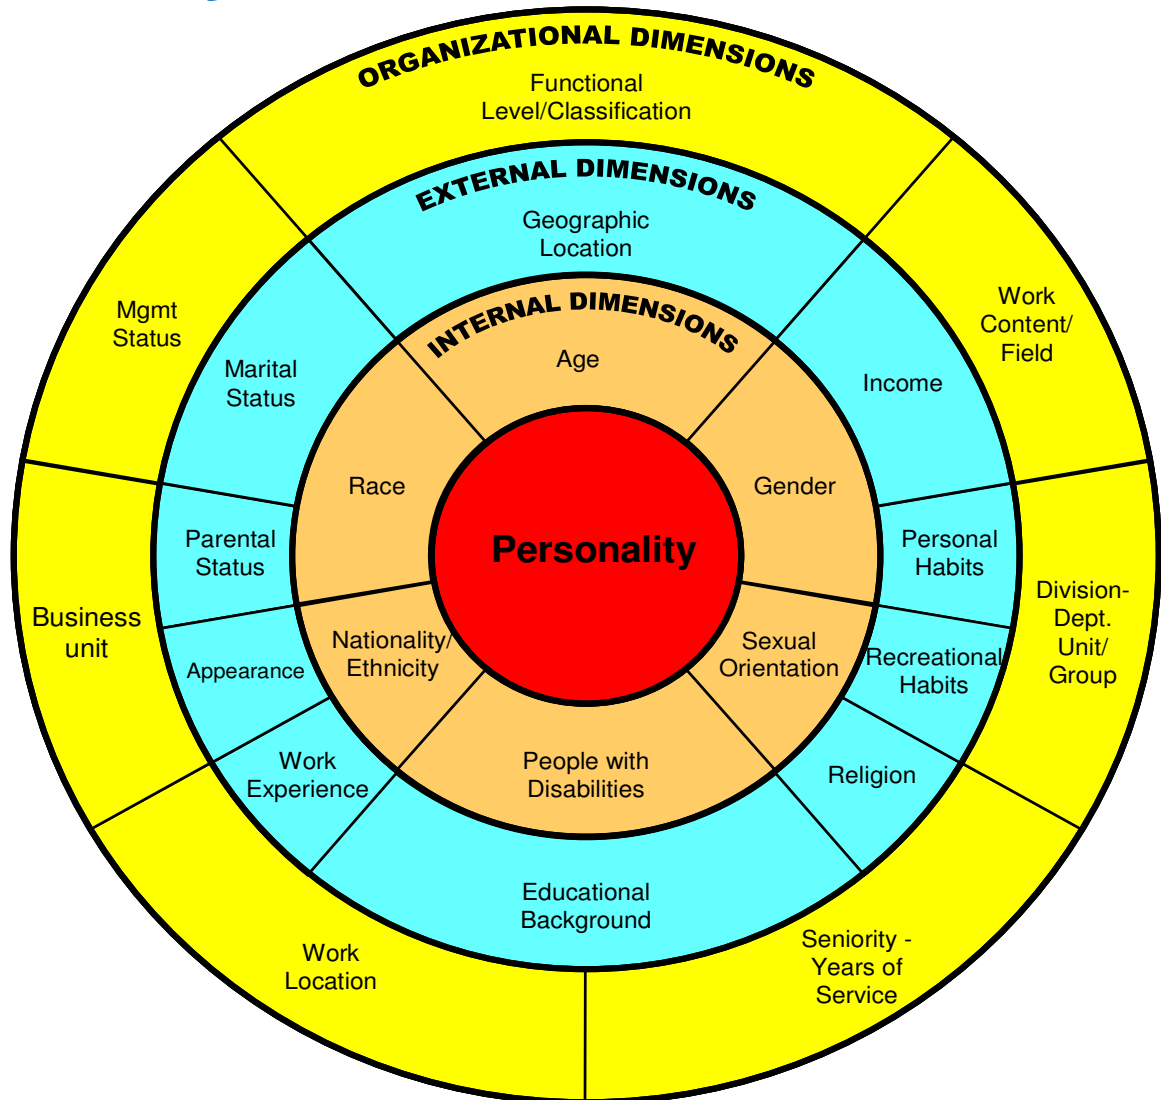 ORGANIZATIONAL DIMENSIONS
Functional
Level/Classification
EXTERNAL DIMENSIONS
Geographic
Location
INTERNAL DIMENSIONS
Age
Mgmt
Status
Marital
Status
Work
Content/
Field
Income
Race
Gender
Personality
Parental
Status
Personal
Habits
Business
unit
Division-
Dept.
Unit/
Group
Nationality/
Ethnicity
Sexual
Orientation
Appearance
Recreational
Habits
Work
Experience
People with
Disabilities
Religion
Educational
Background
Work
Location
Seniority -
Years of
Service